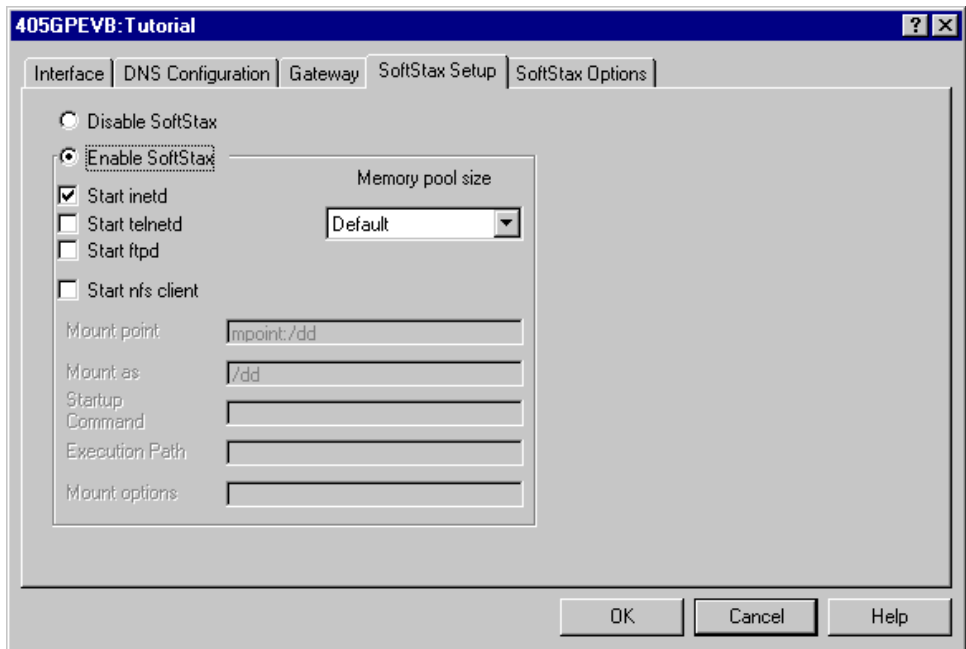 405GPEVB:Tutorial
Interface
DNS Configuration
Gateway
SoftStax Setup
SoftStax Options
Disable SoftStax
Enable SoftStax
Memory pool size
Start inetd
Start telnetd
Default
Start ftpd
Start nfs client
Mount point
mpoint:/dd
Mount as
/dd
Startup
Command
Execution Path
Mount options
OK
Cancel
Help